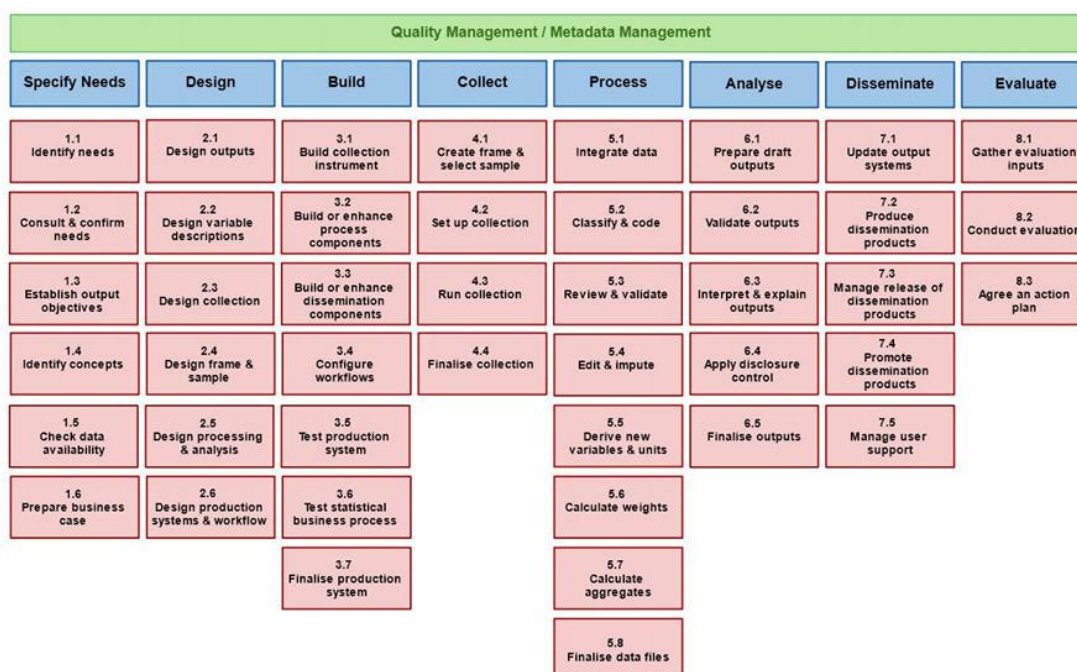 Quality Management / Metadata Management
Specify Needs
Design
Build
Collect
Process
Analyse
Disseminate
Evaluate
1.1
Identify needs
2.1
Design outputs
3.1
Build collection
instrument
4.1
Create frame &
select sample
5.1
Integrate data
6.1
Prepare draft
outputs
7.1
Update output
systems
8.1
Gather evaluation
inputs
1.2
Consult & confirm
needs
2.2
Design variable
descriptions
3.2
Build or enhance
process
components
4.2
Set up collection
5.2
Classify & code
6.2
Validate outputs
7.2
Produce
dissemination
products
8.2
Conduct evaluation
1.3
Establish output
objectives
2.3
Design collection
3.3
Build or enhance
dissemination
components
4.3
Run collection
5.3
Review & validate
6.3
Interpret & explain
outputs
7.3
Manage release of
dissemination
products
8.3
Agree an action
plan
1.4
Identify concepts
2.4
Design frame &
sample
3.4
Configure
workflows
4.4
Finalise collection
5.4
Edit & impute
6.4
Apply disclosure
control
7.4
Promote
dissemination
products
1.5
Check data
availability
2.5
Design processing
& analysis
3.5
Test production
system
5.5
Derive new
variables & units
6.5
Finalise outputs
7.5
Manage user
support
1.6
Prepare business
case
2.6
Design production
systems & workflow
3.6
Test statistical
business process
5.6
Calculate weights
3.7
Finalise production
system
5.7
Calculate
aggregates
5.8
Finalise data files